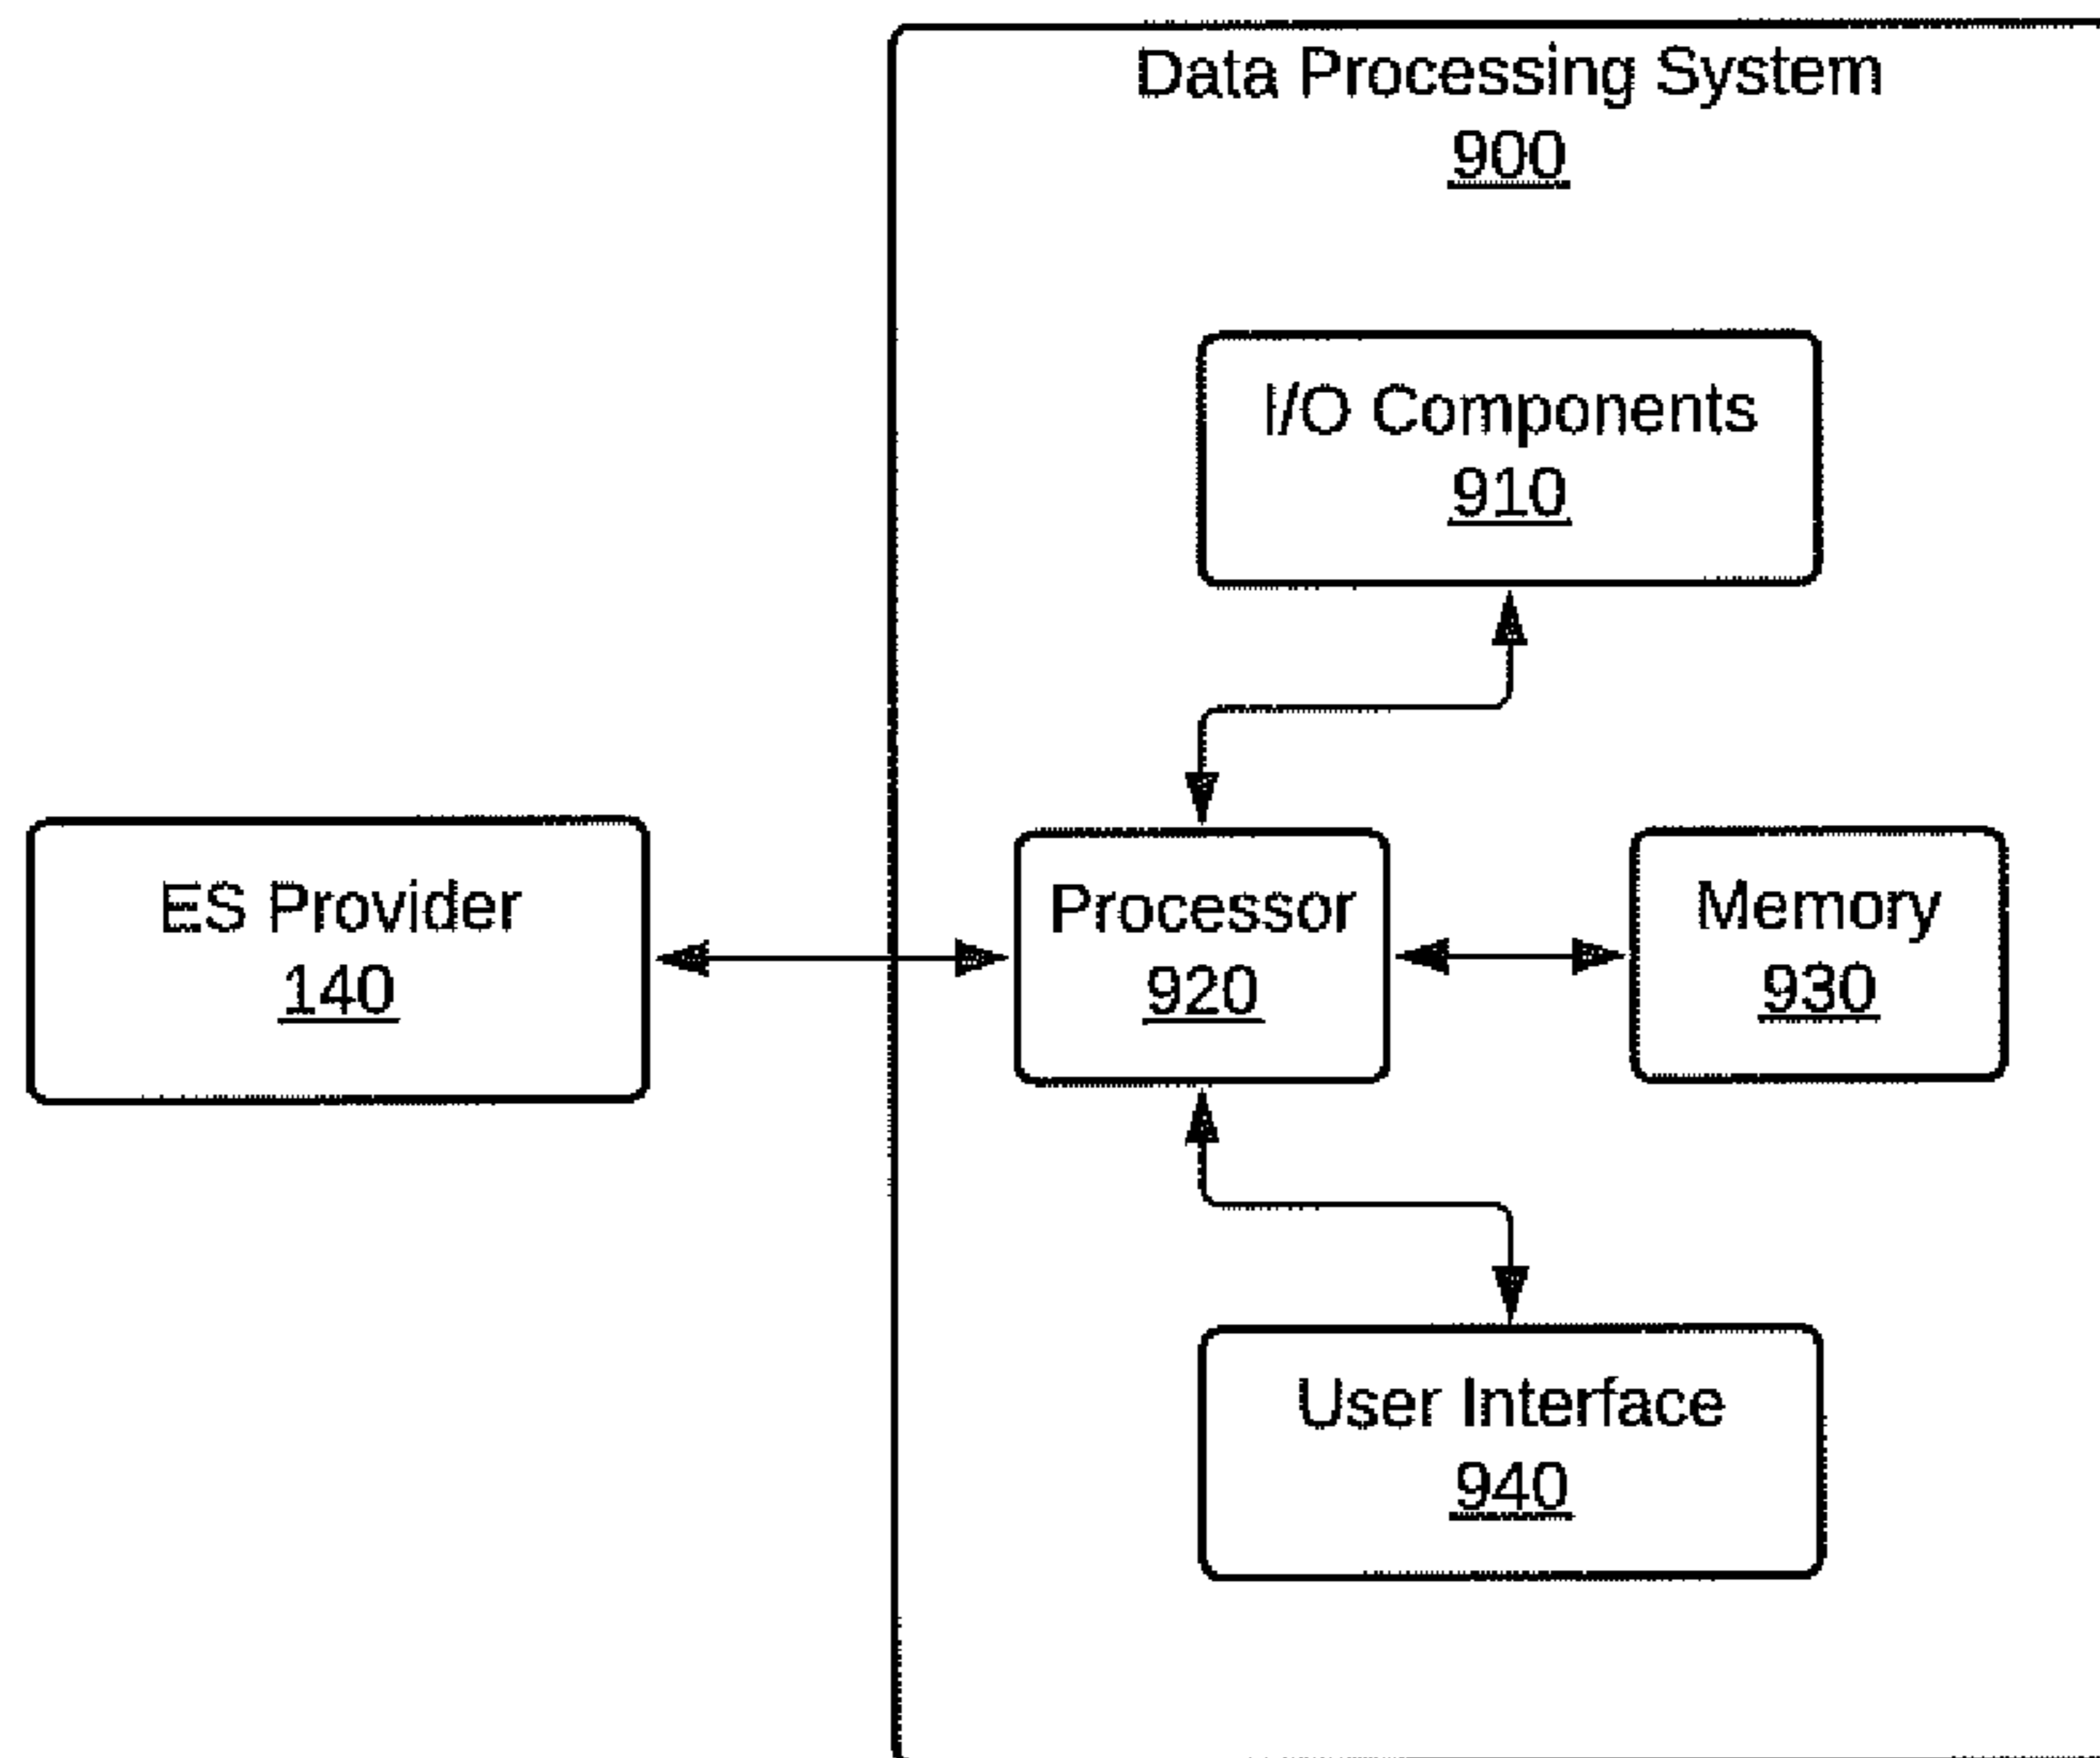 Data Processing System
900
I/O Components
910
ES Provider
140
Processor
920
Memory
930
User Interface
940